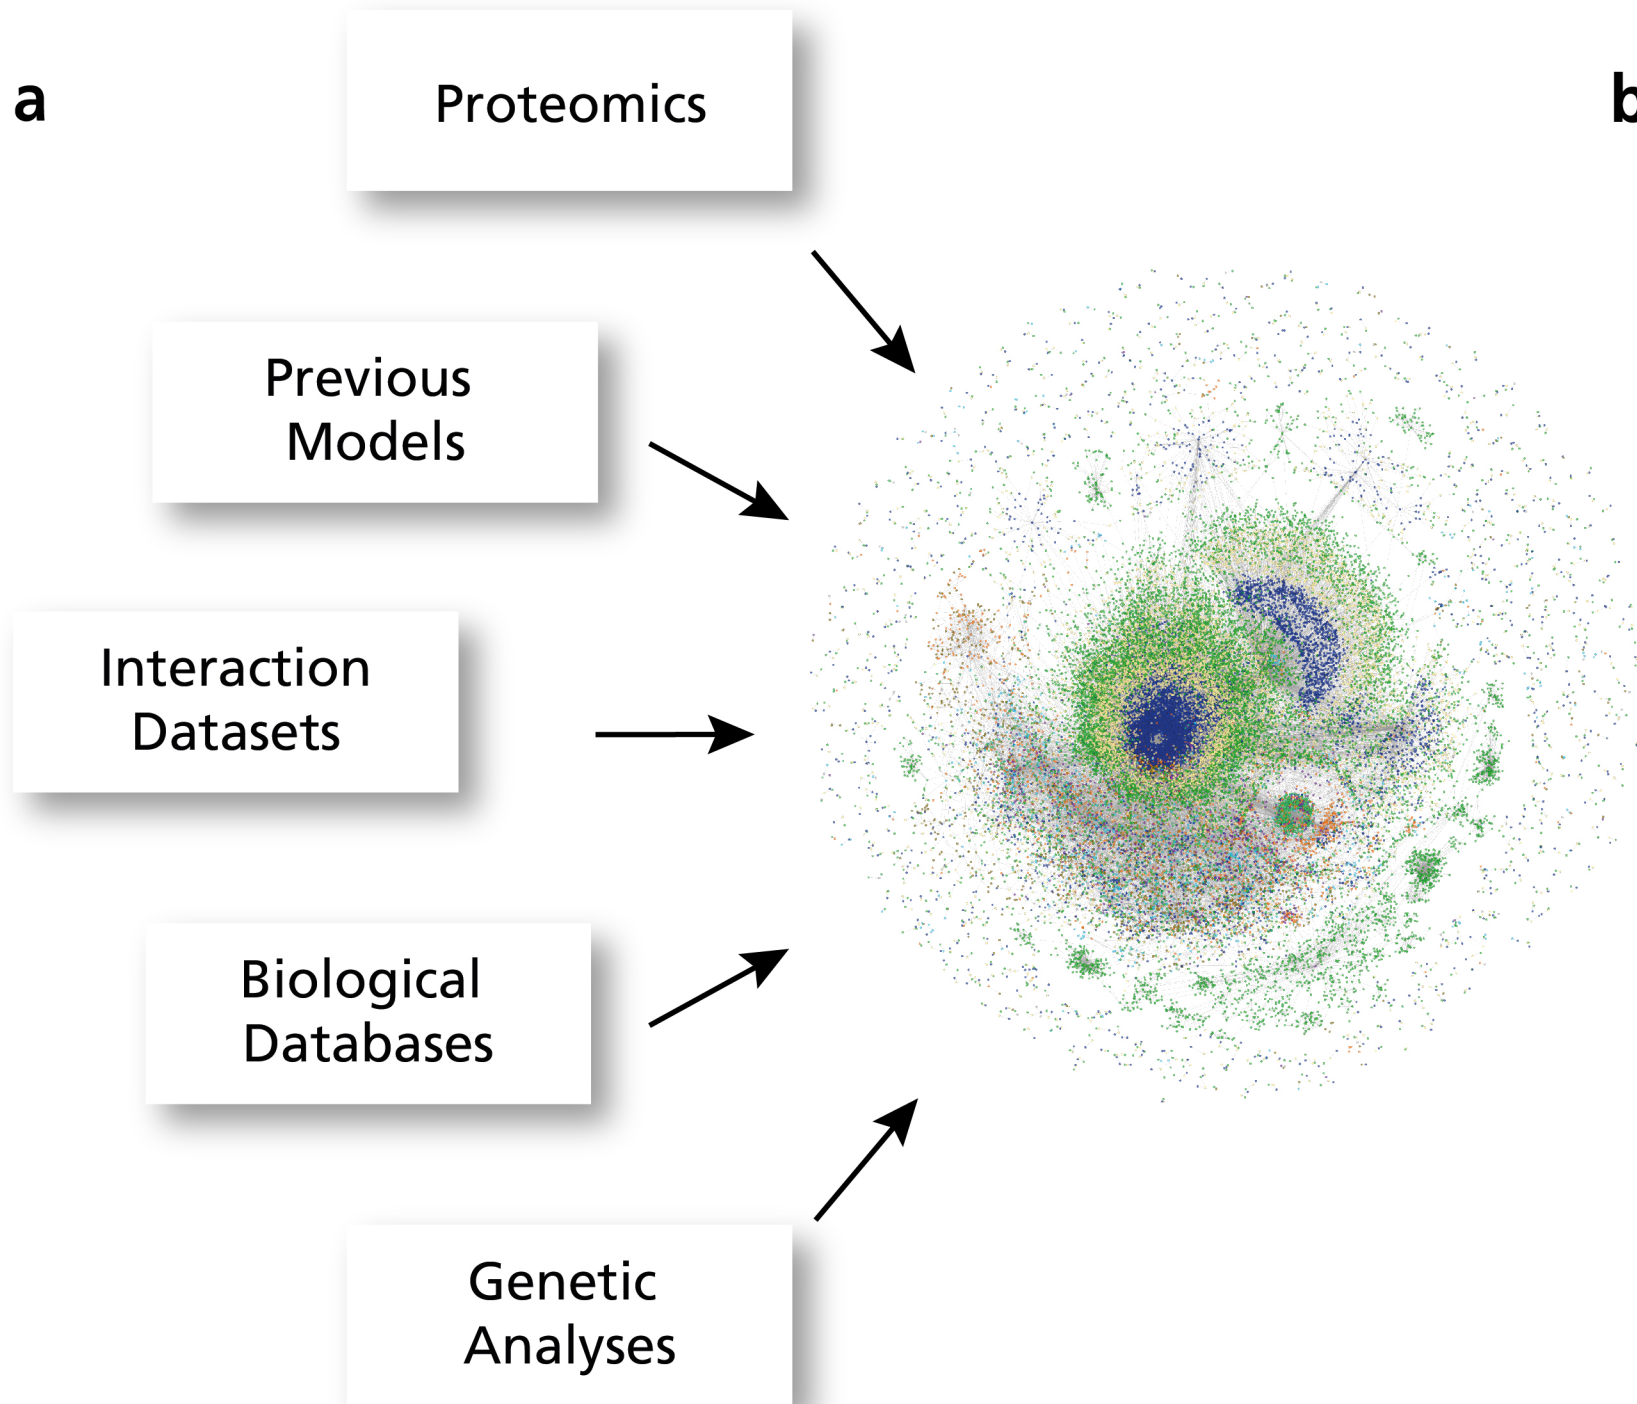 a
b
Proteomics
Previous
Models
Interaction
Datasets
Biological
Databases
Genetic
Analyses